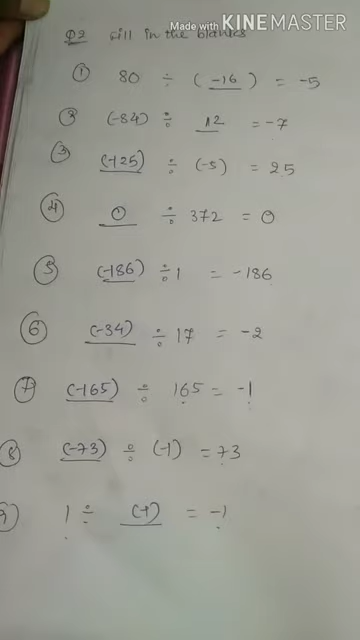 Made with KINEMASTER
Q2 fill in the blanks
① 80 ÷ (-16) = -5
② (-84) ÷ 12 = -7
③ (-125) ÷ (-5) = 25
④ 0 ÷ 372 = 0
⑤ (-186) ÷ 1 = -186
⑥ (-34) ÷ 17 = -2
⑦ (-165) ÷ 165 = -1
⑧ (-73) ÷ (-1) = 73
1 ÷ (-1) = -1